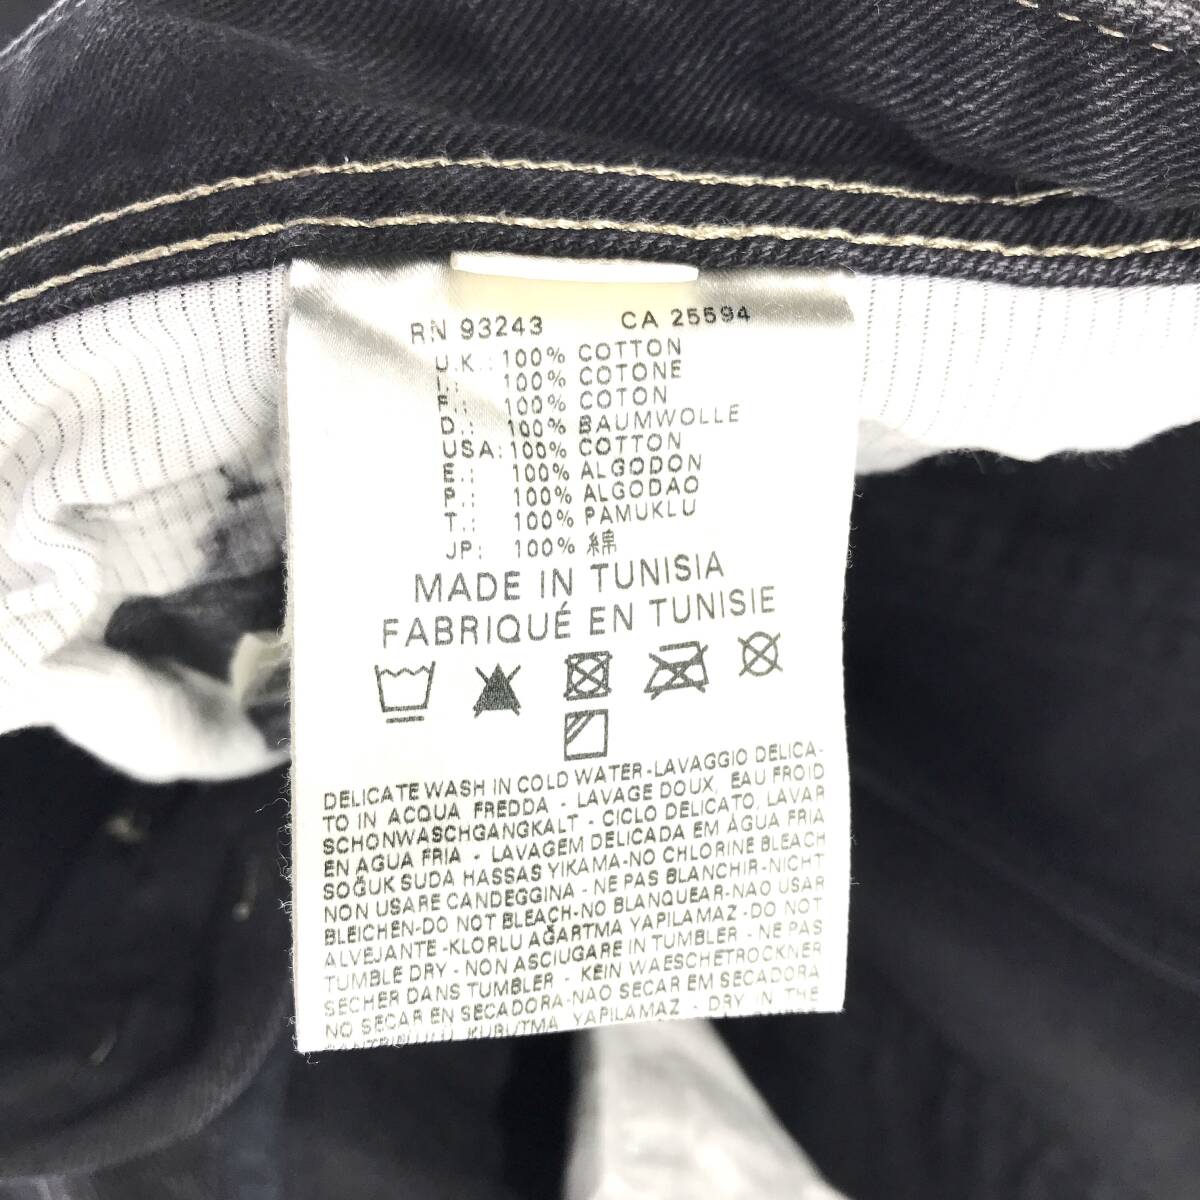 RN 93243 CA 25594
U.K.: 100% COTTON
I.: 100% COTONE
F.: 100% COTON
D.: 100% BAUMWOLLE
USA: 100% COTTON
E.: 100% ALGODON
P.: 100% ALGODAO
T.: 100% PAMUKLU
JP: 100% 綿
MADE IN TUNISIA
FABRIQUÉ EN TUNISIE
DELICATE WASH IN COLD WATER-LAVAGGIO DELICA-
TO IN ACQUA FREDDA - LAVAGE DOUX, EAU FROID
SCHONWASCHGANGKALT - CICLO DELICATO, LAVAR
EN AGUA FRIA - LAVAGEM DELICADA EM ÁGUA FRIA
SOĞUK SUDA HASSAS YIKAMA-NO CHLORINE BLEACH
NON USARE CANDEGGINA - NE PAS BLANCHIR-NICHT
BLEICHEN-DO NOT BLEACH-NO BLANQUEAR-NAO USAR
ALVEJANTE-KLORLU AĞARTMA YAPILAMAZ-DO NOT
TUMBLE DRY - NON ASCIUGARE IN TUMBLER - NE PAS
SECHER DANS TUMBLER - KEIN WAESCHETROCKNER
NO SECAR EN SECADORA-NAO SECAR EM SECADORA
KURUTMA YAPILAMAZ - DRY IN THE